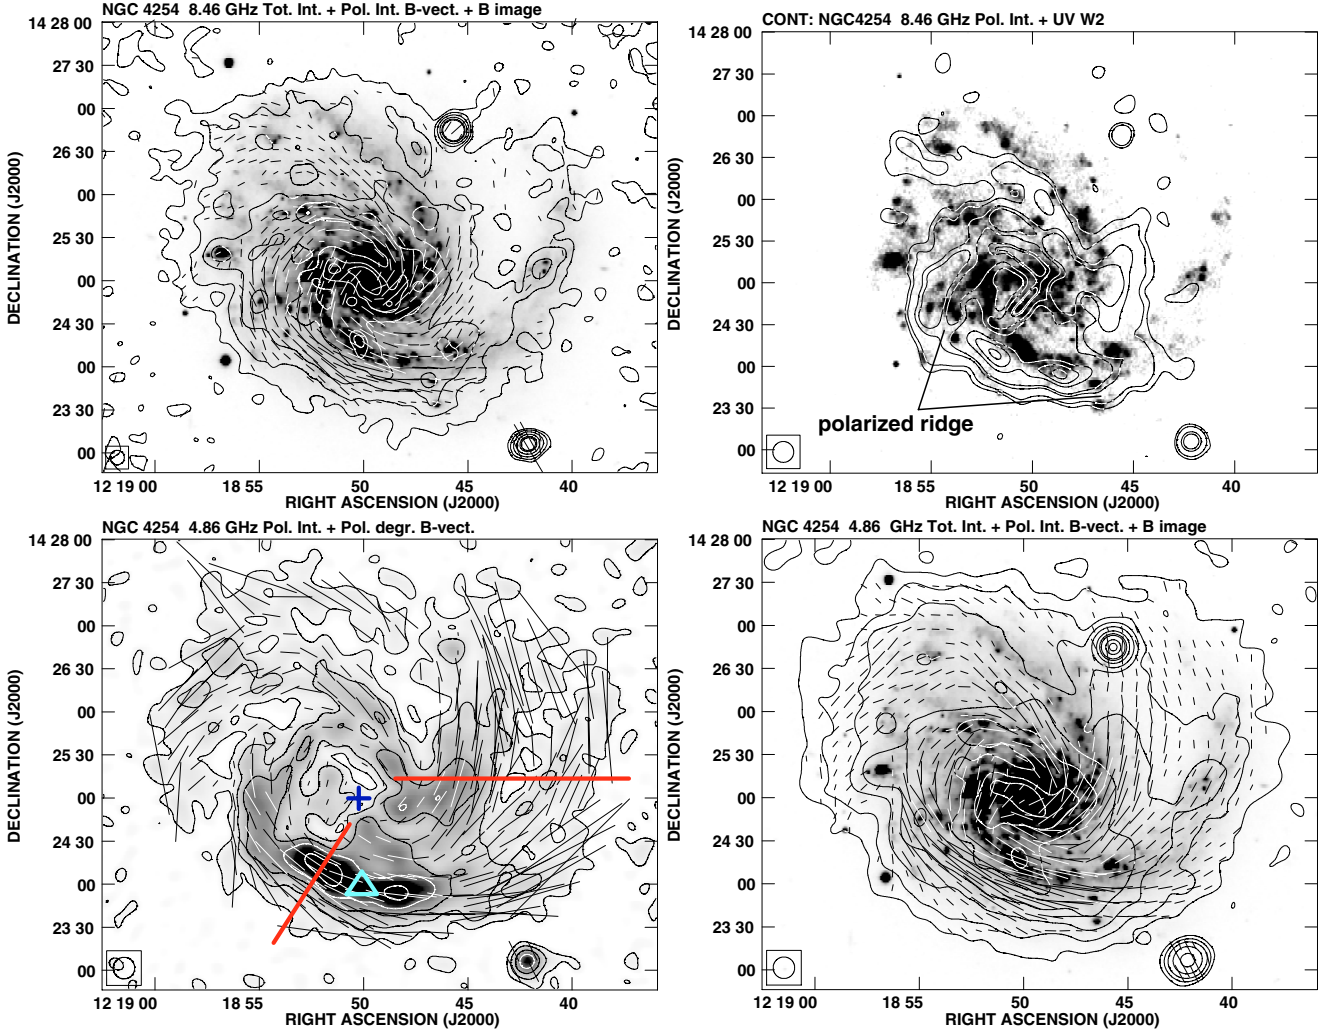 NGC 4254 8.46 GHz Tot. Int. + Pol. Int. B-vect. + B image
14 28 00
27 30
00
26 30
00
25 30
00
24 30
00
23 30
00
DECLINATION (J2000)
12 19 00
18 55
50
45
40
RIGHT ASCENSION (J2000)
CONT: NGC4254 8.46 GHz Pol. Int. + UV W2
14 28 00
27 30
00
26 30
00
25 30
00
24 30
00
23 30
00
DECLINATION (J2000)
polarized ridge
12 19 00
18 55
50
45
40
RIGHT ASCENSION (J2000)
NGC 4254 4.86 GHz Pol. Int. + Pol. degr. B-vect.
14 28 00
27 30
00
26 30
00
25 30
00
24 30
00
23 30
00
DECLINATION (J2000)
12 19 00
18 55
50
45
40
RIGHT ASCENSION (J2000)
NGC 4254 4.86 GHz Tot. Int. + Pol. Int. B-vect. + B image
14 28 00
27 30
00
26 30
00
25 30
00
24 30
00
23 30
00
DECLINATION (J2000)
12 19 00
18 55
50
45
40
RIGHT ASCENSION (J2000)